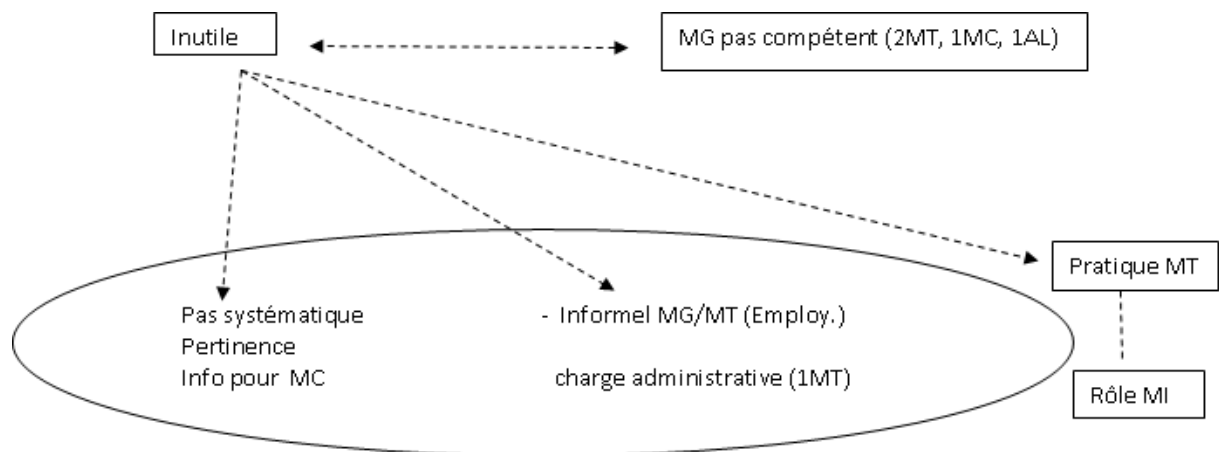 Inutile
MG pas compétent (2MT, 1MC, 1AL)
Pratique MT
Pas systématique
Pertinence
Info pour MC
- Informel MG/MT (Employ.)
charge administrative (1MT)
Rôle MI